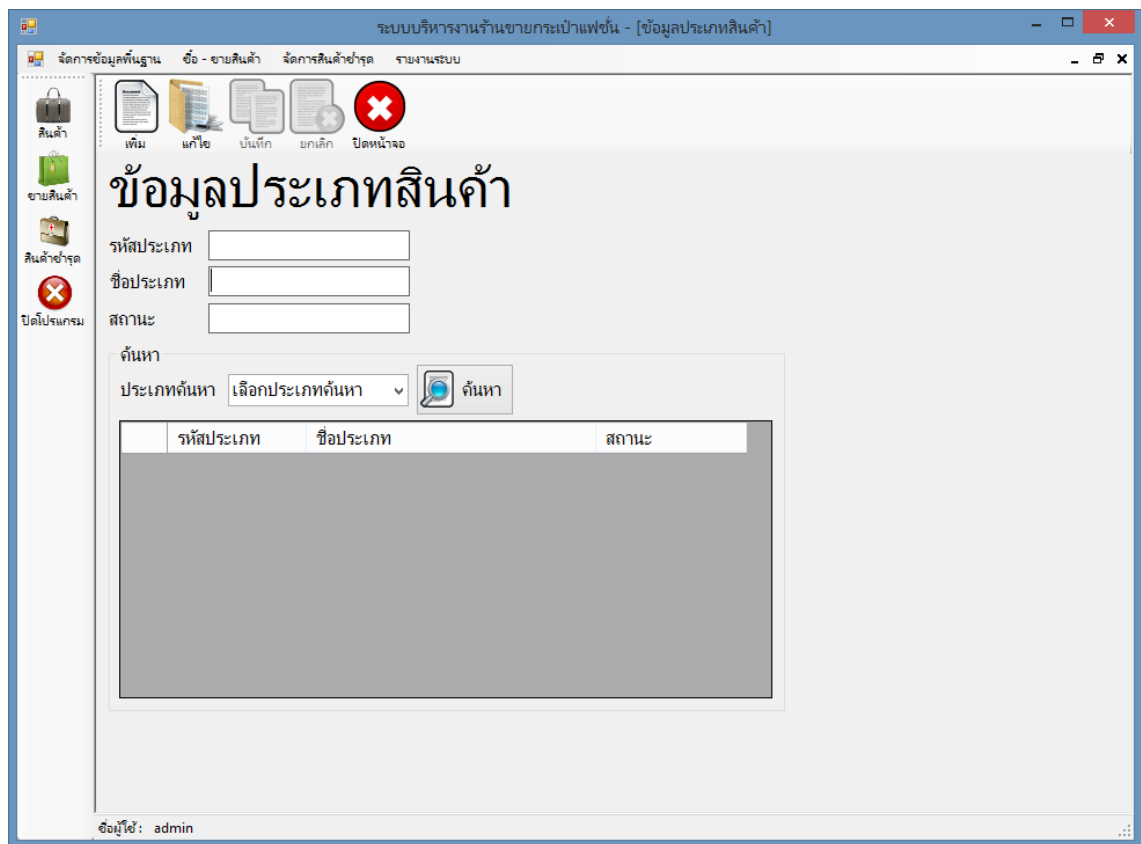 ระบบบริหารงานร้านขายกระเป๋าแฟชั่น - [ข้อมูลประเภทสินค้า]
จัดการข้อมูลพื้นฐาน ซื้อ - ขายสินค้า จัดการสินค้าชำรุด รายงานระบบ
สินค้า
ขายสินค้า
สินค้าชำรุด
ปิดโปรแกรม
เพิ่ม แก้ไข บันทึก ยกเลิก ปิดหน้าจอ
ข้อมูลประเภทสินค้า
รหัสประเภท
ชื่อประเภท
สถานะ
ค้นหา
ประเภทค้นหา เลือกประเภทค้นหา ค้นหา
รหัสประเภท ชื่อประเภท สถานะ
ชื่อผู้ใช้ : admin